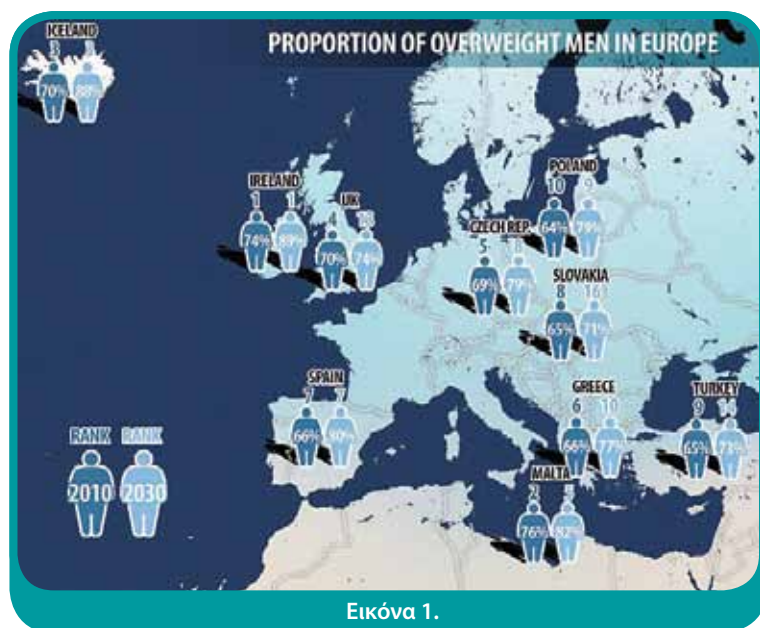 PROPORTION OF OVERWEIGHT MEN IN EUROPE
ICELAND
3
70% 88%
IRELAND
1 1
74% 89%
UK
4
70% 74%
POLAND
10 9
64% 79%
CZECH REP.
5
69% 79%
SLOVAKIA
8 16
65% 71%
SPAIN
7 7
66% 80%
GREECE
6 10
66% 77%
TURKEY
9 14
65% 73%
MALTA
2
76% 82%
RANK RANK
2010 2030
Εικόνα 1.